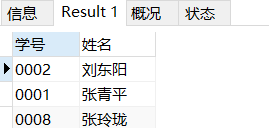 信息 Result 1 概况 状态
学号 姓名
0002 刘东阳
0001 张青平
0008 张玲珑